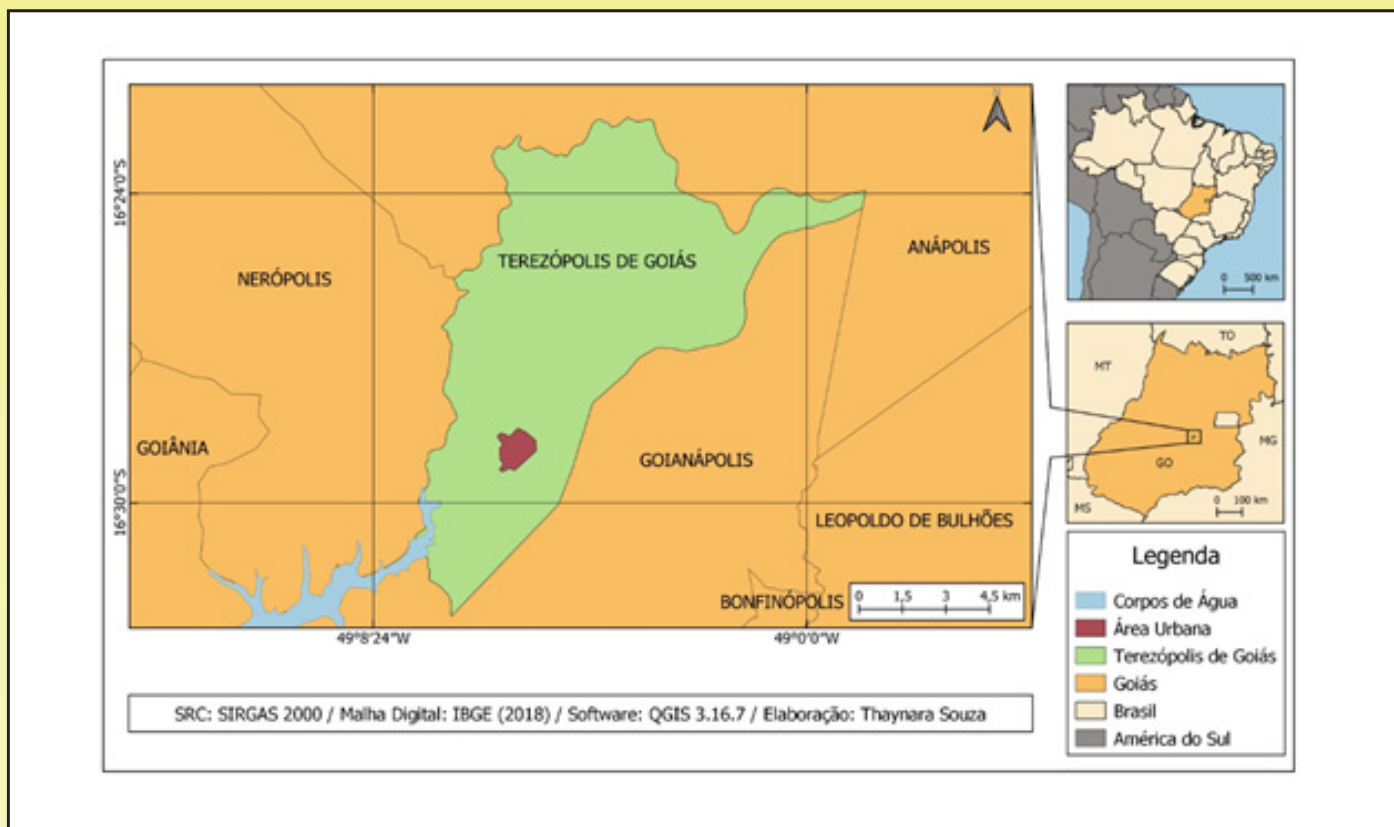 16°24'0"S
NERÓPOLIS
TEREZÓPOLIS DE GOIÁS
ANÁPOLIS
GOIÂNIA
GOIANÁPOLIS
16°30'0"S
LEOPOLDO DE BULHÕES
BONFINÓPOLIS
0 1,5 3 4,5 km
49°8'24"W
49°0'0"W
SRC: SIRGAS 2000 / Malha Digital: IBGE (2018) / Software: QGIS 3.16.7 / Elaboração: Thaynara Souza
0 500 km
TO
MT
MG
GO
MS
0 100 km
Legenda
Corpos de Água
Área Urbana
Terezópolis de Goiás
Goiás
Brasil
América do Sul